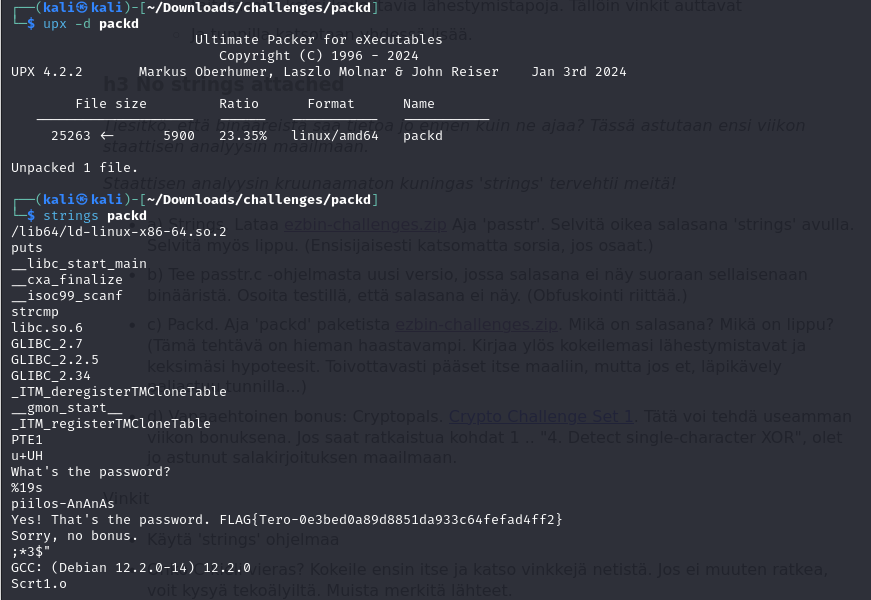 ┌──(kali㉿kali)-[~/Downloads/challenges/packd]
└─$ upx -d packd
Ultimate Packer for eXecutables
Copyright (C) 1996 - 2024
UPX 4.2.2 Markus Oberhumer, Laszlo Molnar & John Reiser Jan 3rd 2024
File size Ratio Format Name
25263 <- 5900 23.35% linux/amd64 packd
Unpacked 1 file.
┌──(kali㉿kali)-[~/Downloads/challenges/packd]
└─$ strings packd
/lib64/ld-linux-x86-64.so.2
puts
__libc_start_main
__cxa_finalize
__isoc99_scanf
strcmp
libc.so.6
GLIBC_2.7
GLIBC_2.2.5
GLIBC_2.34
_ITM_deregisterTMCloneTable
__gmon_start__
_ITM_registerTMCloneTable
PTE1
u+UH
What's the password?
%19s
piilos-AnAnAs
Yes! That's the password. FLAG{Tero-0e3bed0a89d8851da933c64fefad4ff2}
Sorry, no bonus.
;*3$"
GCC: (Debian 12.2.0-14) 12.2.0
Scrt1.o
tavia lähestymistapoja. Tällöin vinkit auttavat
h3 No strings attached
että binääreistä saa tietoa jo ennen kuin ne ajaa? Tässä astutaan ensi viikon
staattisen analyysin maailmaan.
Staattisen analyysin kruunaamaton kuningas 'strings' tervehtii meitä!
a) Strings. Lataa ezbin-challenges.zip Aja 'passtr'. Selvitä oikea salasana 'strings' avulla.
Selvitä myös lippu. (Ensisijaisesti katsomatta sorsia, jos osaat.)
b) Tee passtr.c -ohjelmasta uusi versio, jossa salasana ei näy suoraan sellaisenaan
binääristä. Osoita testillä, että salasana ei näy. (Obfuskointi riittää.)
c) Packd. Aja 'packd' paketista ezbin-challenges.zip. Mikä on salasana? Mikä on lippu?
(Tämä tehtävä on hieman haastavampi. Kirjaa ylös kokeilemasi lähestymistavat ja
keksimäsi hypoteesit. Toivottavasti pääset itse maaliin, mutta jos et, läpikävely
tunnilla...)
d) Vapaaehtoinen bonus: Cryptopals. Crypto Challenge Set 1. Tätä voi tehdä useamman
viikon bonuksena. Jos saat ratkaistua kohdat 1 .. "4. Detect single-character XOR", olet
jo astunut salakirjoituksen maailmaan.
Vinkit
Käytä 'strings' ohjelmaa
vieras? Kokeile ensin itse ja katso vinkkejä netistä. Jos ei muuten ratkea,
voit kysyä tekoälyiltä. Muista merkitä lähteet.